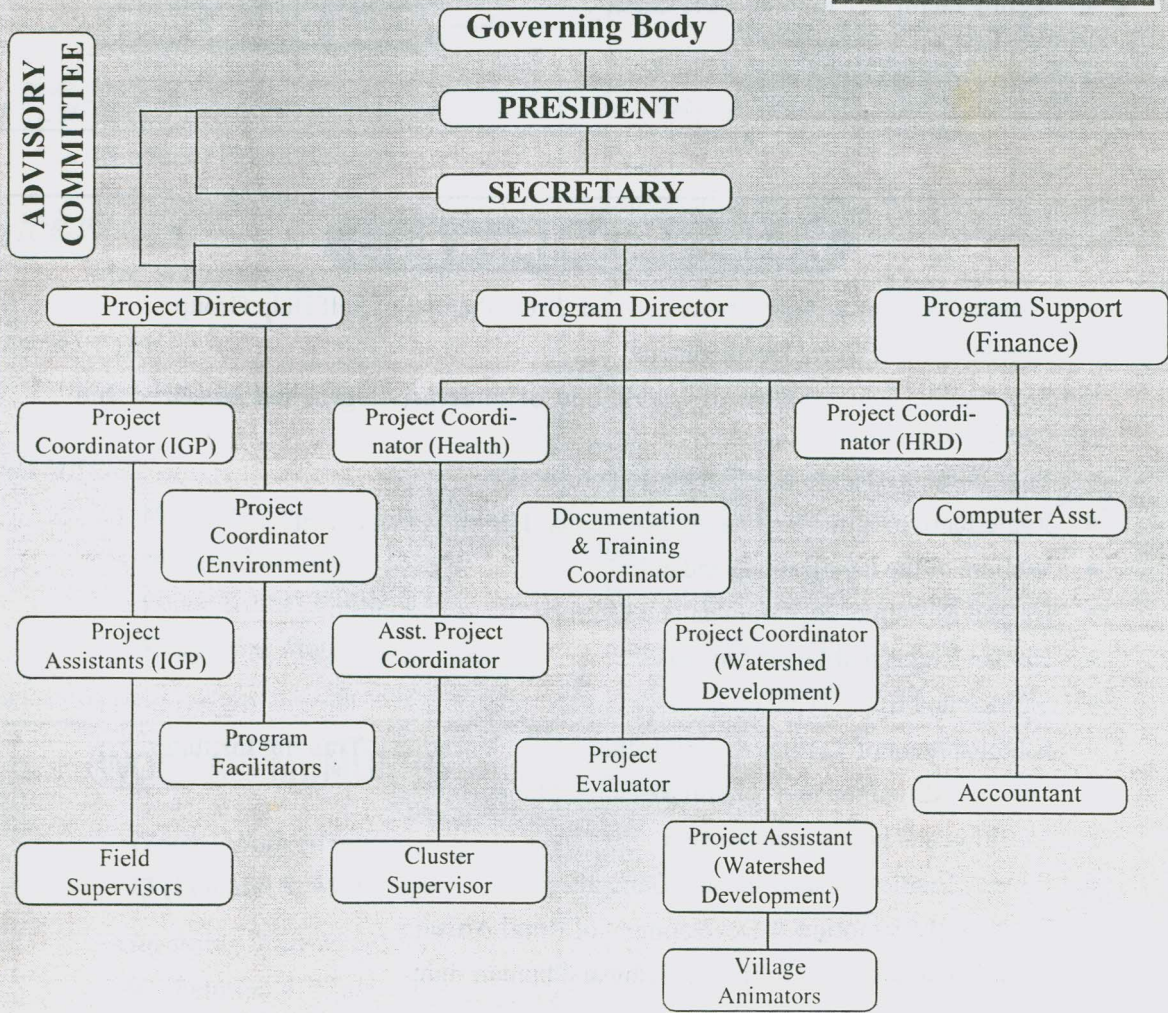 Governing Body
ADVISORY
COMMITTEE
PRESIDENT
SECRETARY
Project Director
Program Director
Program Support
(Finance)
Project
Coordinator (IGP)
Project Coordi-
nator (Health)
Project Coordi-
nator (HRD)
Project
Coordinator
(Environment)
Documentation
& Training
Coordinator
Computer Asst.
Project
Assistants (IGP)
Asst. Project
Coordinator
Project Coordinator
(Watershed
Development)
Program
Facilitators
Project
Evaluator
Accountant
Field
Supervisors
Cluster
Supervisor
Project Assistant
(Watershed
Development)
Village
Animators